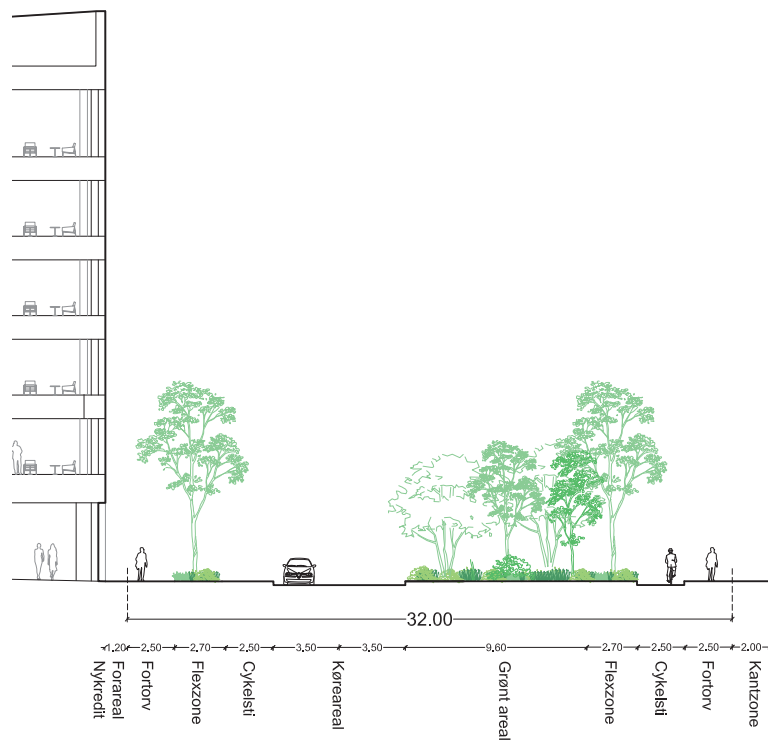 32.00
1.20 2.50 2.70 2.50 3.50 3.50 9.60 2.70 2.50 2.50 2.00
Forareal
Nykredit
Fortorv
Flexzone
Cykelsti
Køreareal
Grønt areal
Flexzone
Cykelsti
Fortorv
Kantzone